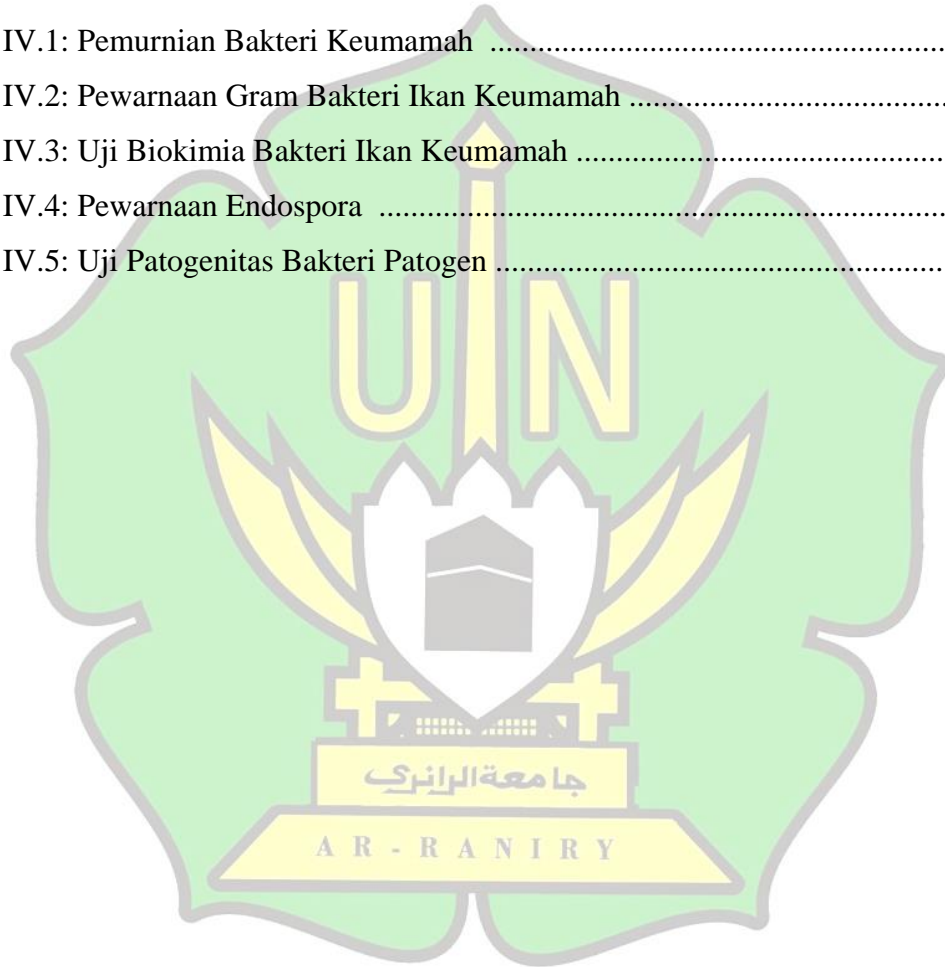 IV.1: Pemurnian Bakteri Keumamah ........................................................
IV.2: Pewarnaan Gram Bakteri Ikan Keumamah .......................................
IV.3: Uji Biokimia Bakteri Ikan Keumamah .............................................
IV.4: Pewarnaan Endospora ......................................................................
IV.5: Uji Patogenitas Bakteri Patogen .......................................................
UIN
جامعةالرانري
AR-RANIRY